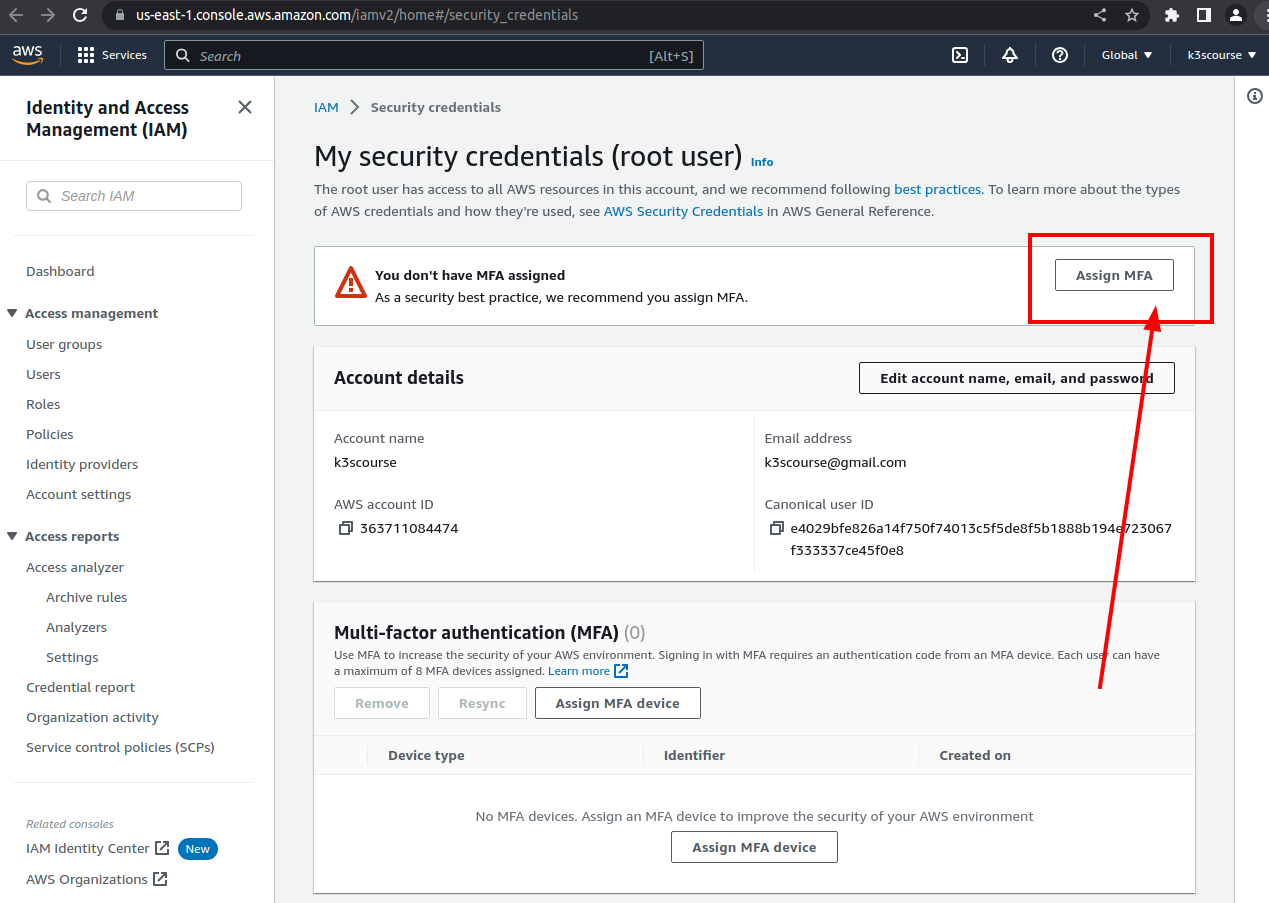 us-east-1.console.aws.amazon.com/iamv2/home#/security_credentials
aws
Services
Search
[Alt+S]
Global
k3scourse
Identity and Access
Management (IAM)
Search IAM
Dashboard
Access management
User groups
Users
Roles
Policies
Identity providers
Account settings
Access reports
Access analyzer
Archive rules
Analyzers
Settings
Credential report
Organization activity
Service control policies (SCPs)
Related consoles
IAM Identity Center
New
AWS Organizations
IAM
Security credentials
My security credentials (root user) Info
The root user has access to all AWS resources in this account, and we recommend following best practices. To learn more about the types
of AWS credentials and how they're used, see AWS Security Credentials in AWS General Reference.
You don't have MFA assigned
As a security best practice, we recommend you assign MFA.
Assign MFA
Account details
Edit account name, email, and password
Account name
k3scourse
Email address
k3scourse@gmail.com
AWS account ID
363711084474
Canonical user ID
e4029bfe826a14f750f74013c5f5de8f5b1888b194e723067
f333337ce45f0e8
Multi-factor authentication (MFA) (0)
Use MFA to increase the security of your AWS environment. Signing in with MFA requires an authentication code from an MFA device. Each user can have
a maximum of 8 MFA devices assigned. Learn more
Remove
Resync
Assign MFA device
Device type
Identifier
Created on
No MFA devices. Assign an MFA device to improve the security of your AWS environment
Assign MFA device